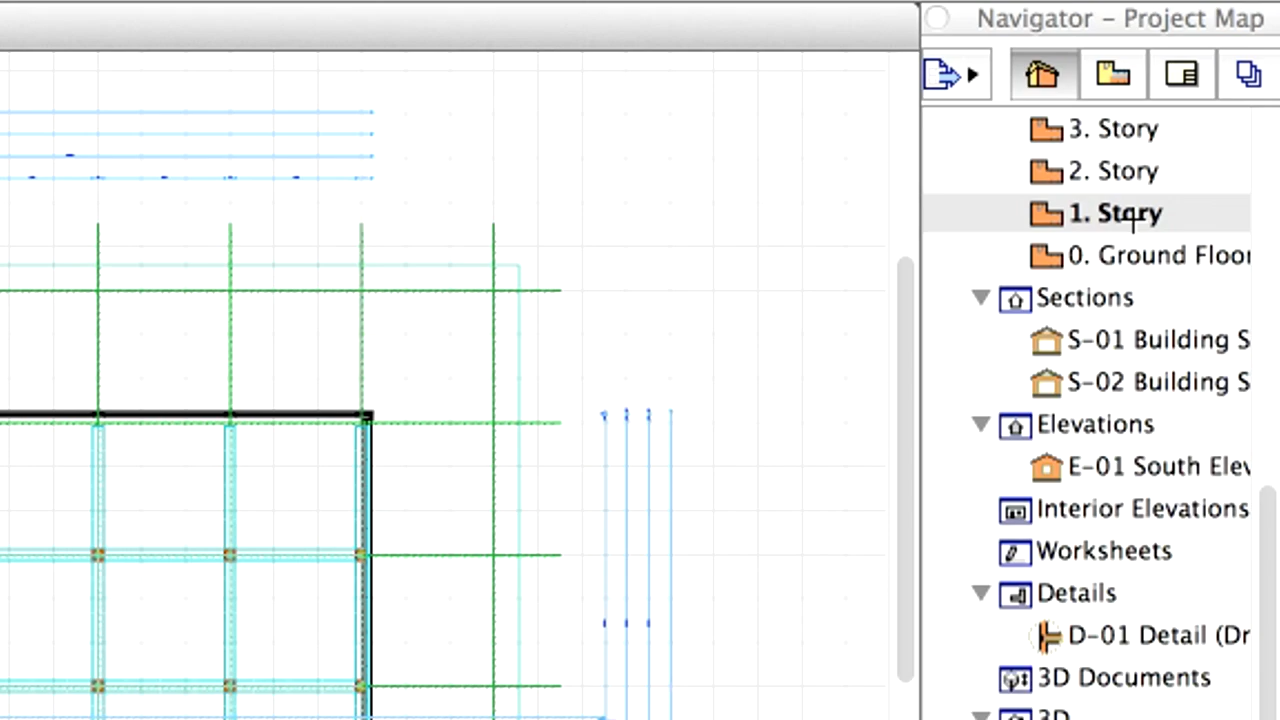 Navigator – Project Map
3. Story
2. Story
1. Story
0. Ground Floor
Sections
S-01 Building S
S-02 Building S
Elevations
E-01 South Elev
Interior Elevations
Worksheets
Details
D-01 Detail (Dr
3D Documents
3D